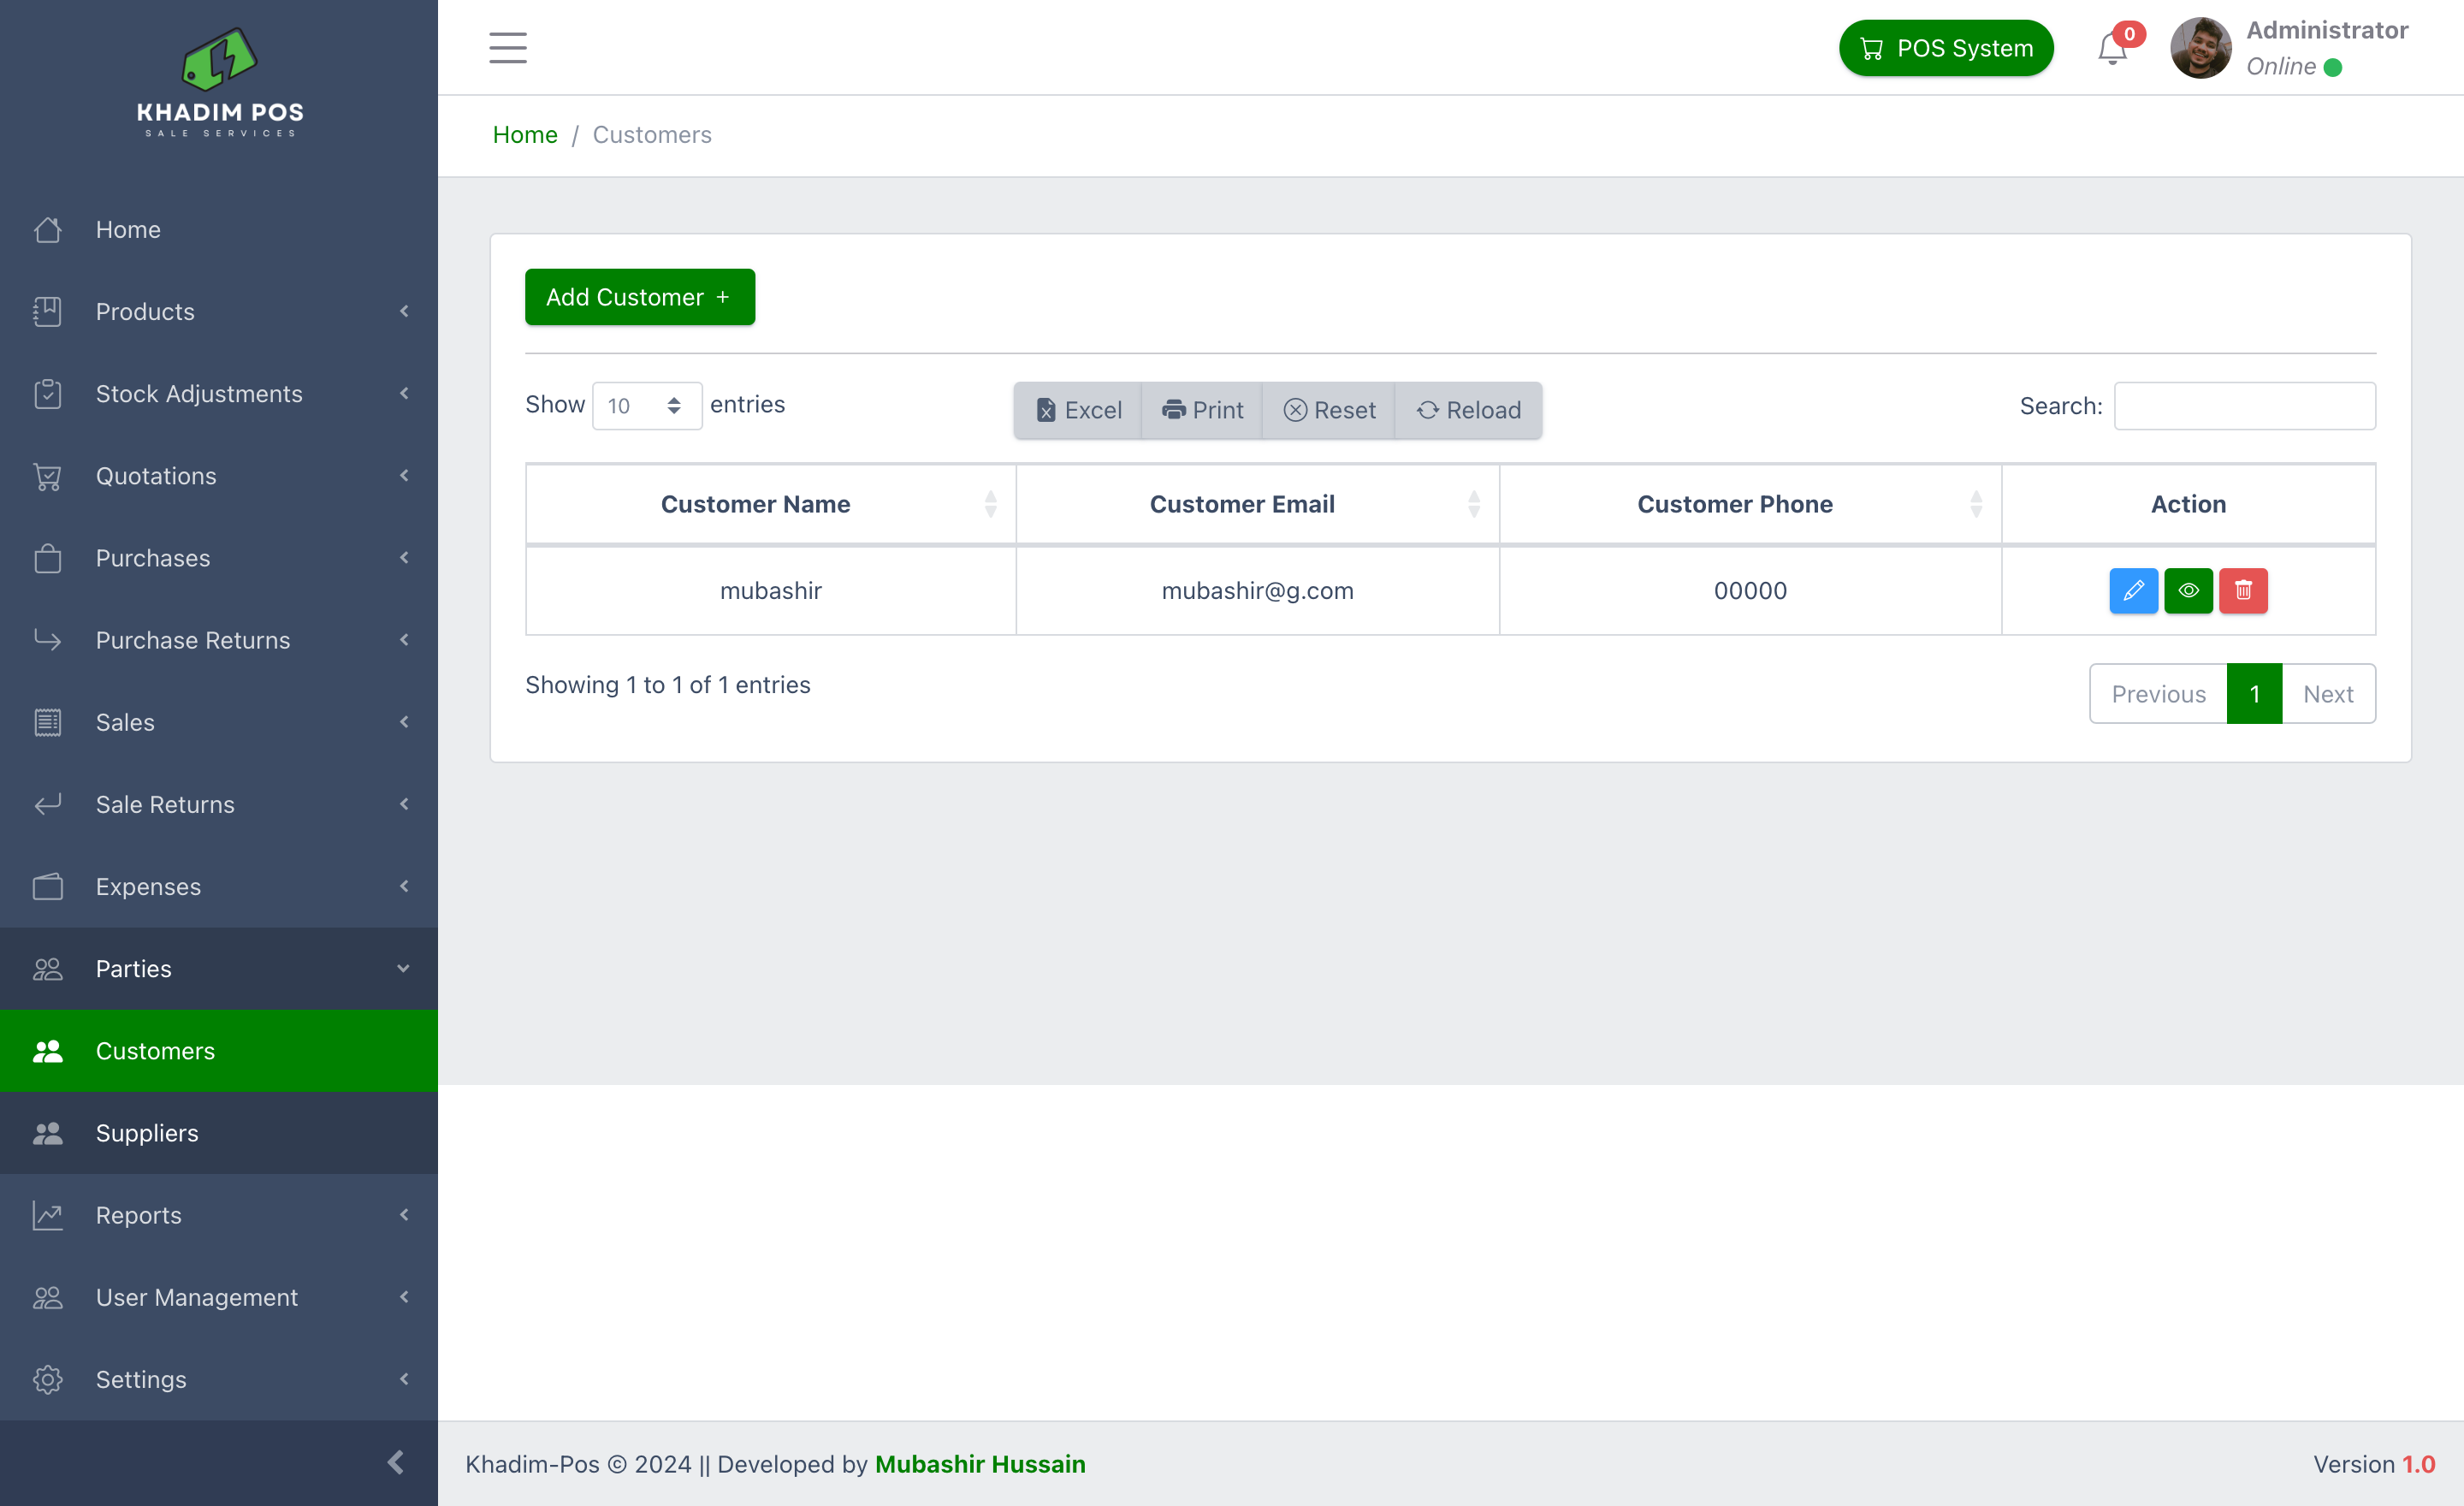 KHADIM POS
SALE SERVICES
Home
Products
Stock Adjustments
Quotations
Purchases
Purchase Returns
Sales
Sale Returns
Expenses
Parties
Customers
Suppliers
Reports
User Management
Settings
POS System
0
Administrator
Online
Home / Customers
Add Customer +
Show 10 entries
Excel Print Reset Reload
Search:
Customer Name Customer Email Customer Phone Action
mubashir mubashir@g.com 00000
Showing 1 to 1 of 1 entries
Previous 1 Next
Khadim-Pos © 2024 || Developed by Mubashir Hussain
Version 1.0